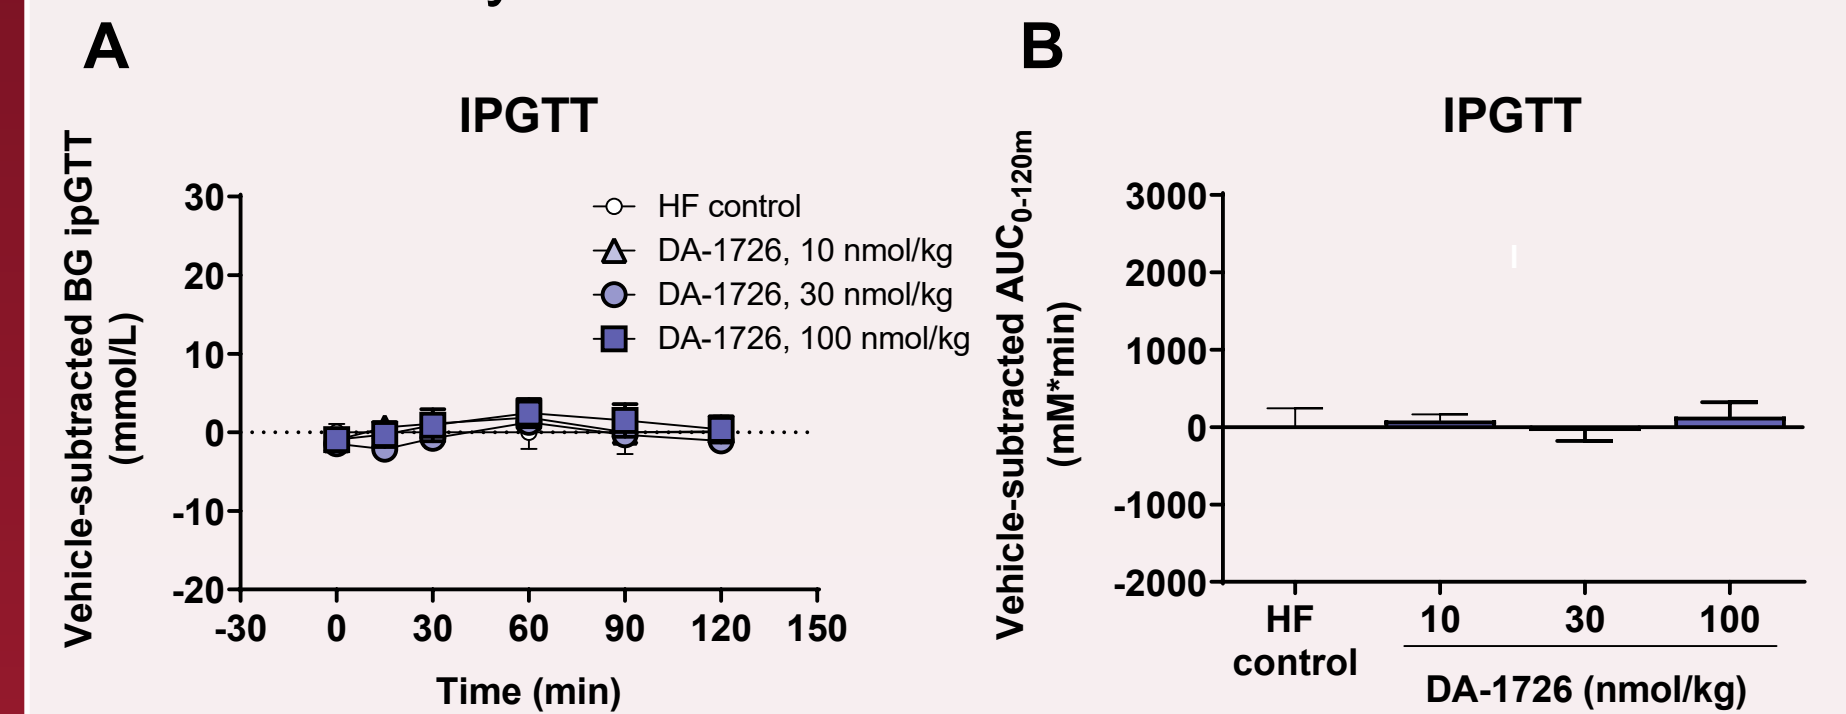 A
IPGTT
Vehicle-subtracted BG ipGTT
(mmol/L)
30
20
10
0
-10
-20
HF control
DA-1726, 10 nmol/kg
DA-1726, 30 nmol/kg
DA-1726, 100 nmol/kg
-30 0 30 60 90 120 150
Time (min)
B
IPGTT
Vehicle-subtracted AUC0-120m
(mM*min)
3000
2000
1000
0
-1000
-2000
HF control
10 30 100
DA-1726 (nmol/kg)